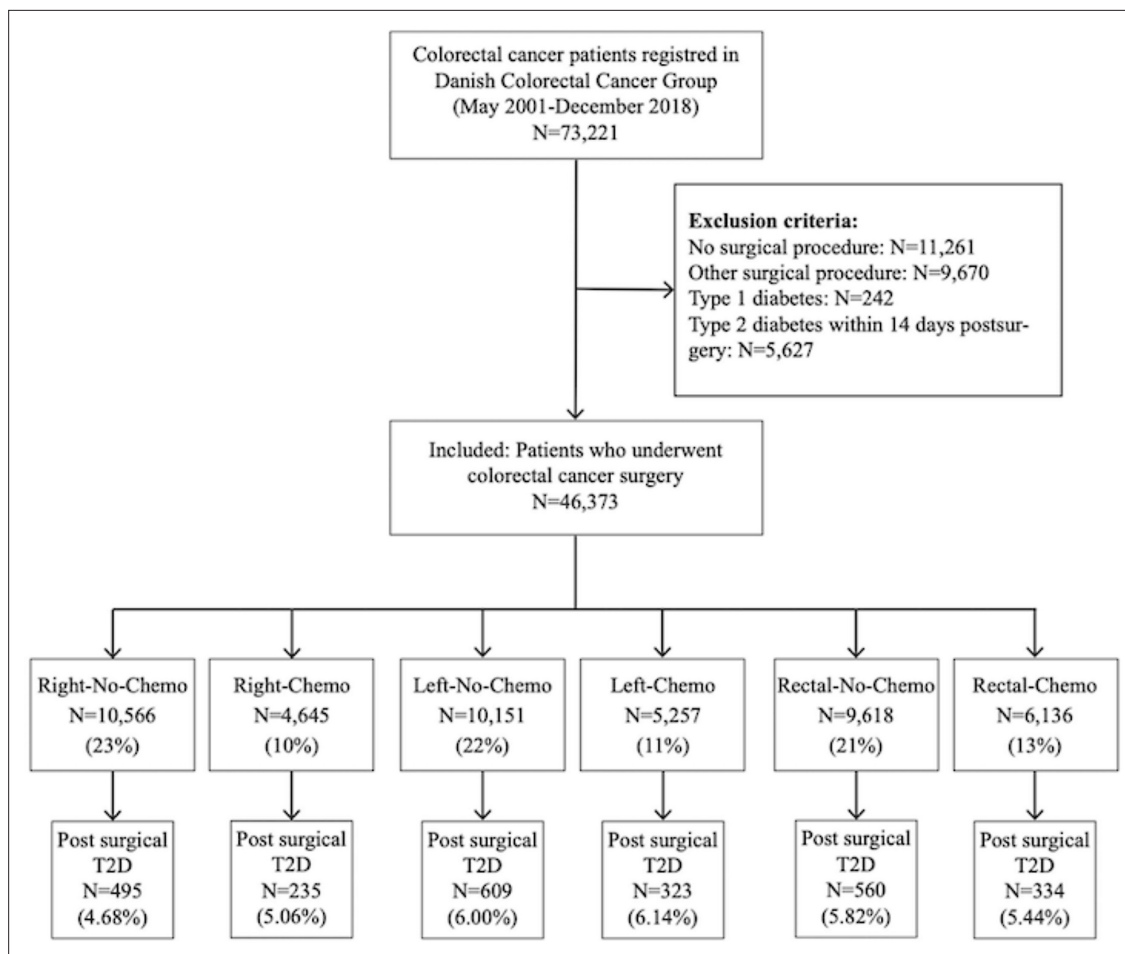 Colorectal cancer patients registred in
Danish Colorectal Cancer Group
(May 2001-December 2018)
N=73,221
Exclusion criteria:
No surgical procedure: N=11,261
Other surgical procedure: N=9,670
Type 1 diabetes: N=242
Type 2 diabetes within 14 days postsur-
gery: N=5,627
Included: Patients who underwent
colorectal cancer surgery
N=46,373
Right-No-Chemo
N=10,566
(23%)
Right-Chemo
N=4,645
(10%)
Left-No-Chemo
N=10,151
(22%)
Left-Chemo
N=5,257
(11%)
Rectal-No-Chemo
N=9,618
(21%)
Rectal-Chemo
N=6,136
(13%)
Post surgical
T2D
N=495
(4.68%)
Post surgical
T2D
N=235
(5.06%)
Post surgical
T2D
N=609
(6.00%)
Post surgical
T2D
N=323
(6.14%)
Post surgical
T2D
N=560
(5.82%)
Post surgical
T2D
N=334
(5.44%)